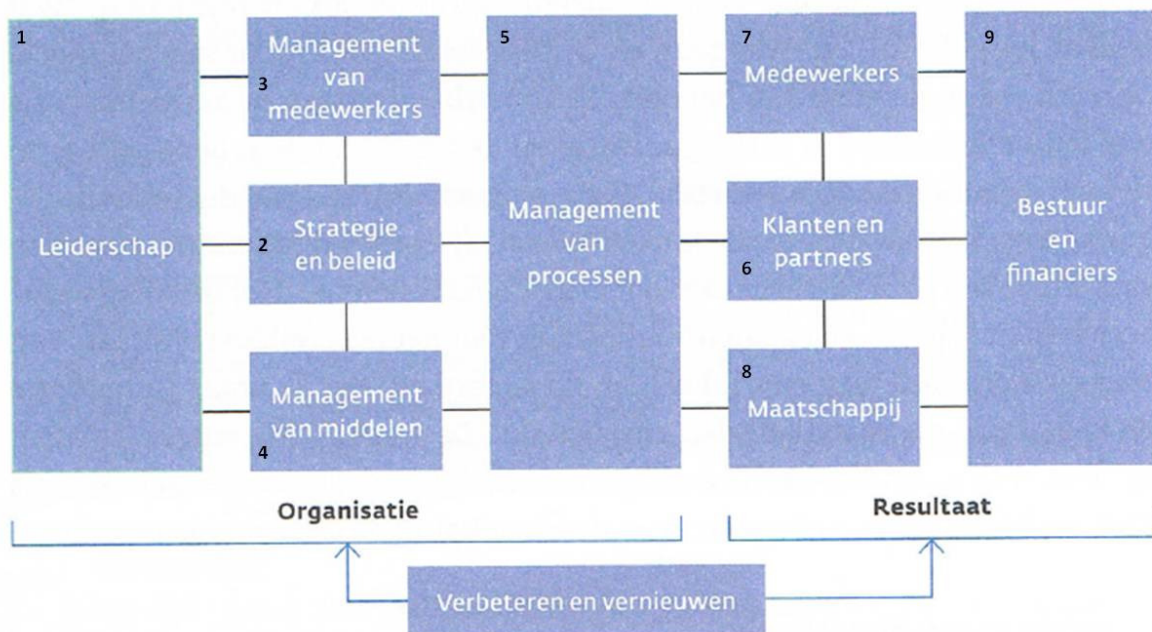 1
Leiderschap
3
Management
van
medewerkers
2
Strategie
en beleid
4
Management
van middelen
5
Management
van
processen
7
Medewerkers
6
Klanten en
partners
8
Maatschappij
9
Bestuur
en
financiers
Organisatie
Resultaat
Verbeteren en vernieuwen